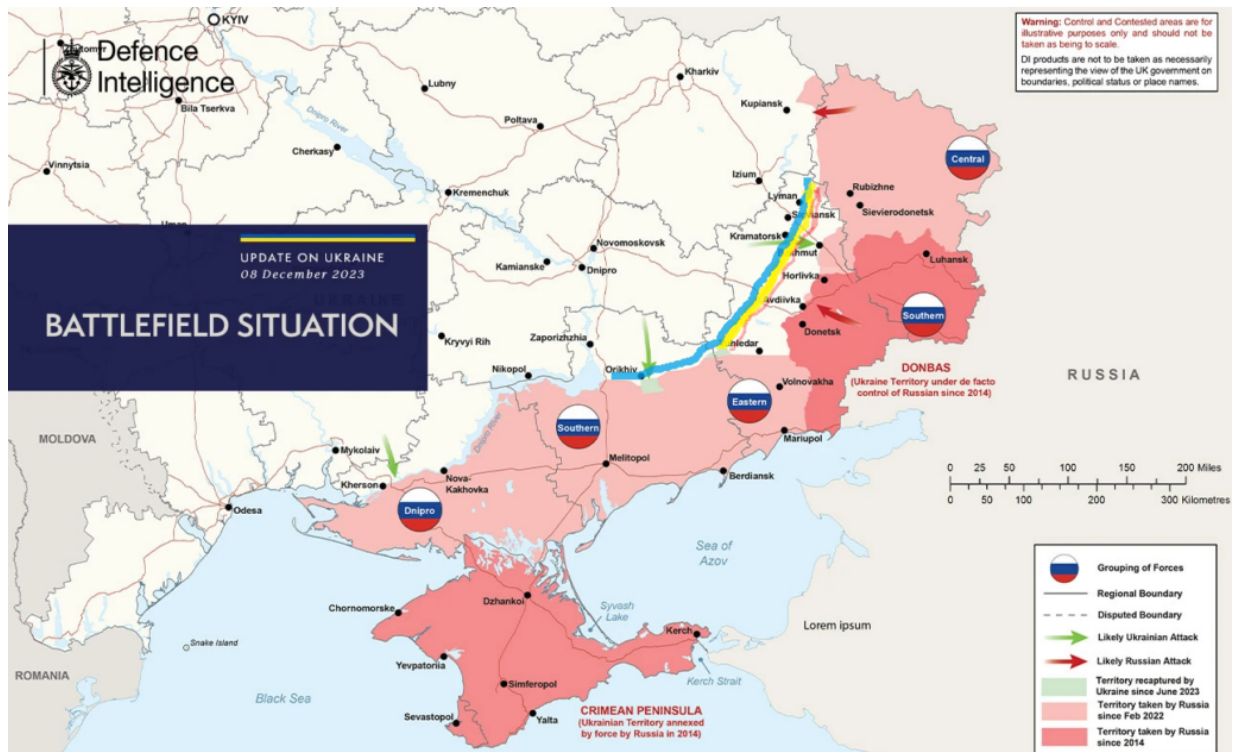 KYIV
Defence
Intelligence
Warning: Control and Contested areas are for
illustrative purposes only and should not be
taken as being to scale.
DI products are not to be taken as necessarily
representing the view of the UK government on
boundaries, political status or place names.
Bila Tserkva
Lubny
Kharkiv
Kupiansk
Dnipro River
Poltava
Cherkasy
Vinnytsia
Central
Izium
Kremenchuk
Lyman
Rubizhne
Sievierodonetsk
Kramatorsk
UPDATE ON UKRAINE
08 December 2023
BATTLEFIELD SITUATION
Novomoskovsk
Kamianske
Dnipro
Luhansk
Horlivka
Southern
Donetsk
Kryvyi Rih
Zaporizhzhia
Nikopol
Orikhiv
DONBAS
(Ukraine Territory under de facto
control of Russian since 2014)
RUSSIA
Volnovakha
Eastern
Southern
MOLDOVA
Mariupol
Mykolaiv
Melitopol
Berdiansk
Kherson
Nova-
Kakhovka
Dnipro
Odesa
0 25 50 100 150 200 Miles
0 50 100 200 300 Kilometres
Sea of
Azov
Grouping of Forces
Regional Boundary
Disputed Boundary
Likely Ukrainian Attack
Likely Russian Attack
Territory recaptured by
Ukraine since June 2023
Territory taken by Russia
since Feb 2022
Territory taken by Russia
since 2014
Chornomorske
Dzhankoi
Syvash
Lake
Lorem ipsum
Kerch
Snake Island
Yevpatoriia
Kerch Strait
ROMANIA
Simferopol
Black Sea
Sevastopol
Yalta
CRIMEAN PENINSULA
(Ukrainian Territory annexed
by force by Russia in 2014)